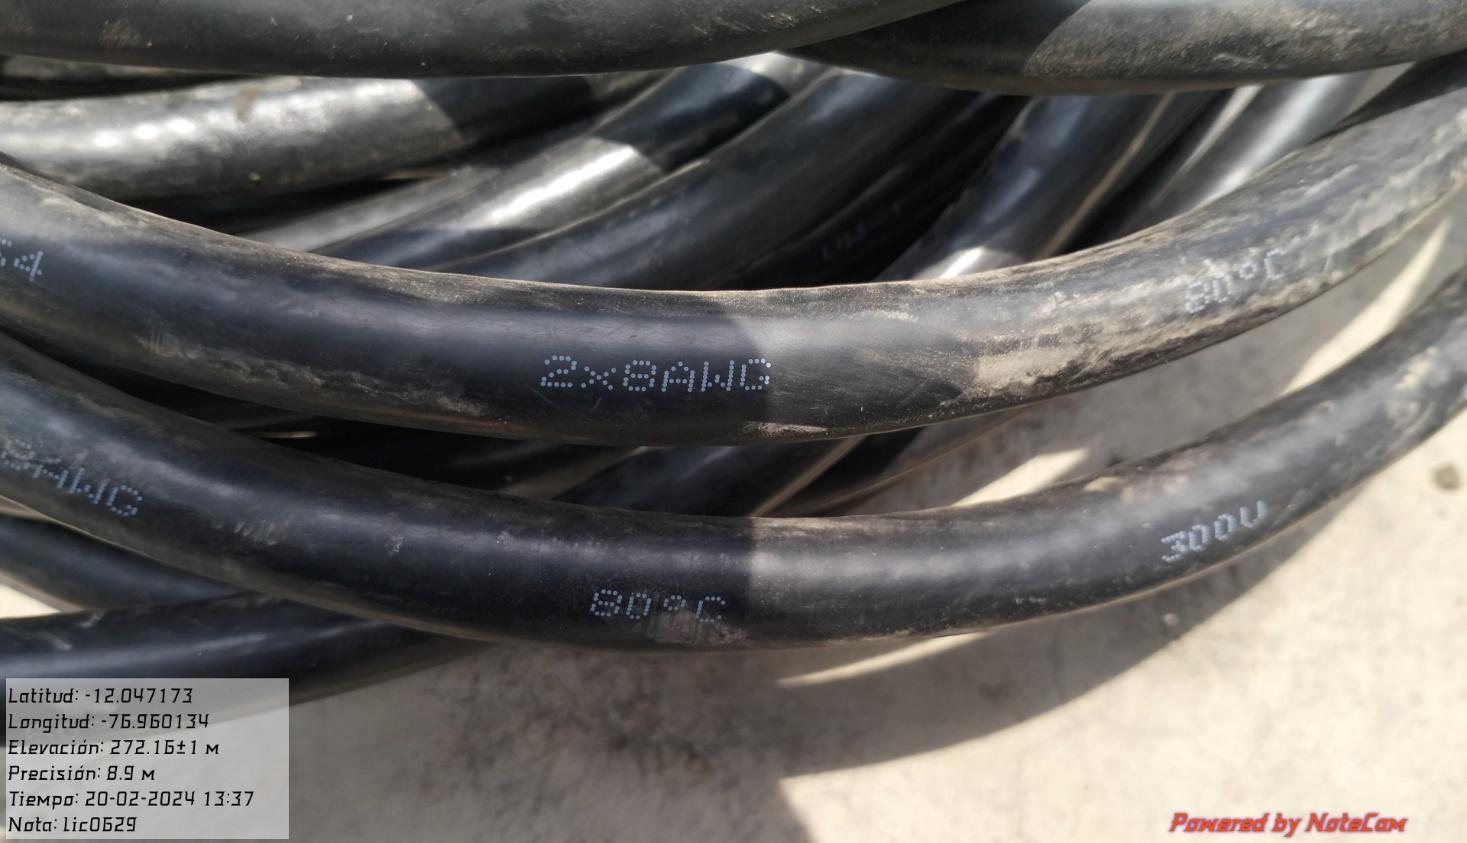 2x8AWG
80°C
AWG
80°C
300V
Latitud: -12.047173
Longitud: -76.960134
Elevación: 272.16±1 м
Precisión: 8.9 м
Tiempo: 20-02-2024 13:37
Nota: lic0629
Powered by NoteCam